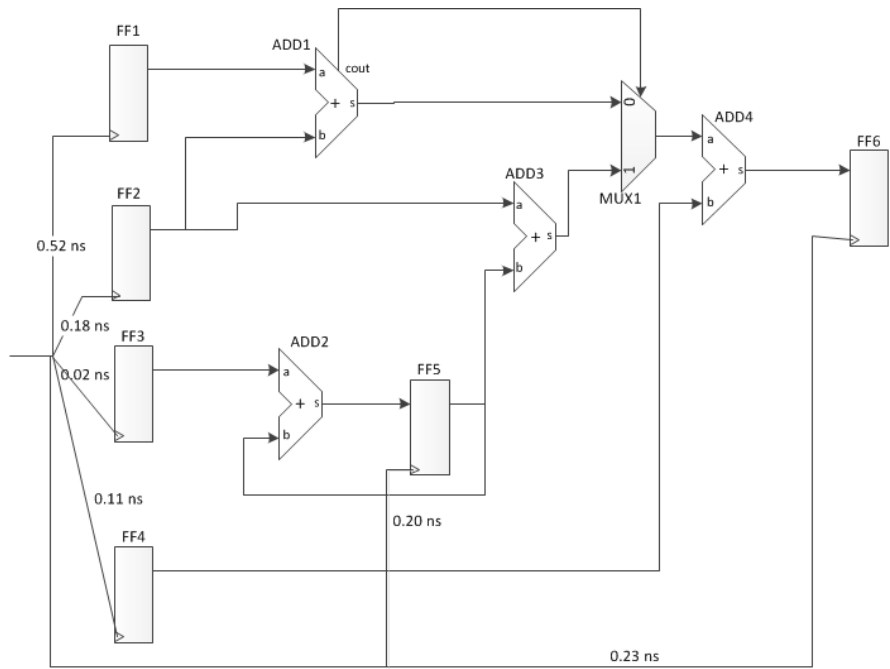 FF1
ADD1
a
cout
+
s
b
0
1
MUX1
ADD4
a
+
s
b
FF6
FF2
0.52 ns
ADD3
a
+
s
b
0.18 ns
FF3
0.02 ns
ADD2
a
+
s
b
FF5
0.11 ns
0.20 ns
FF4
0.23 ns